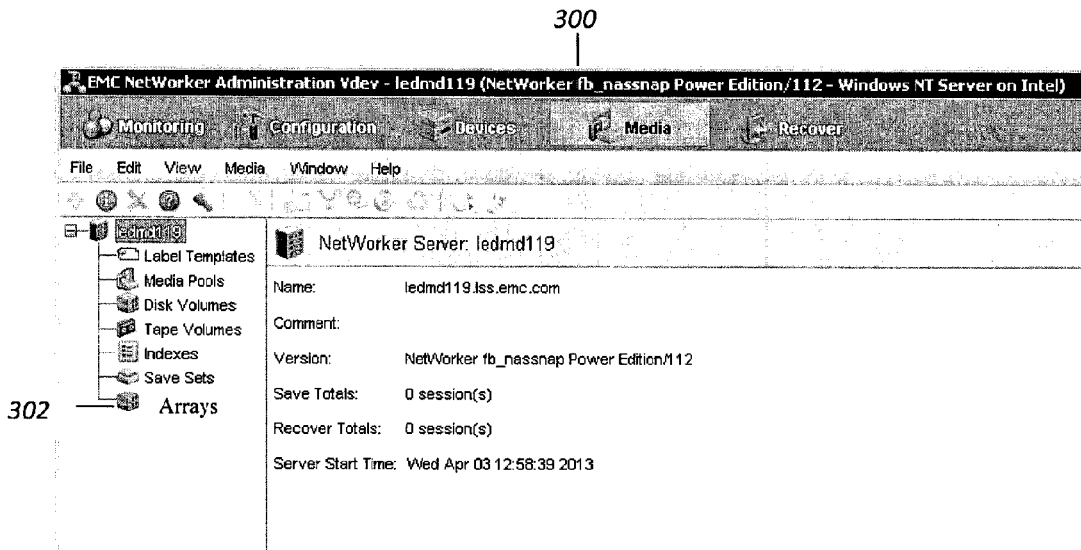 300
EMC NetWorker Administration Vdev - ledmd119 (NetWorker fb_nassnap Power Edition/112 - Windows NT Server on Intel)
Monitoring Configuration Devices Media Recover
File Edit View Media Window Help
ledmd119
Label Templates
Media Pools
Disk Volumes
Tape Volumes
Indexes
Save Sets
302 Arrays
NetWorker Server: ledmd119
Name: ledmd119.lss.emc.com
Comment:
Version: NetWorker fb_nassnap Power Edition/112
Save Totals: 0 session(s)
Recover Totals: 0 session(s)
Server Start Time: Wed Apr 03 12:58:39 2013